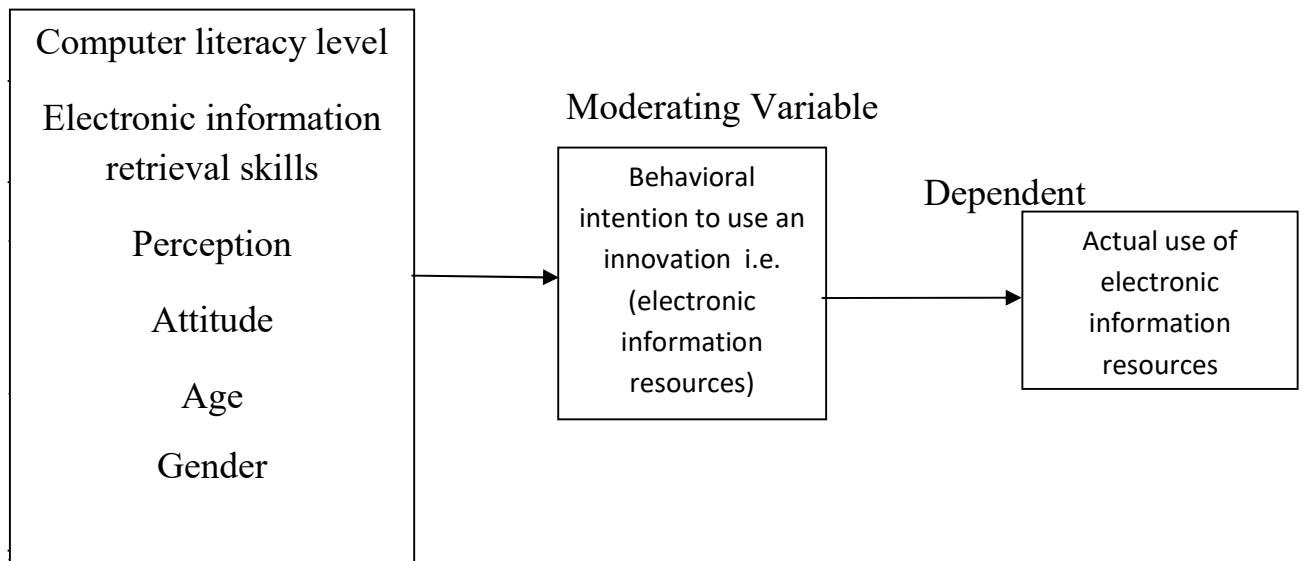 Computer literacy level
Electronic information
retrieval skills
Perception
Attitude
Age
Gender
Moderating Variable
Behavioral
intention to use an
innovation i.e.
(electronic
information
resources)
Dependent
Actual use of
electronic
information
resources